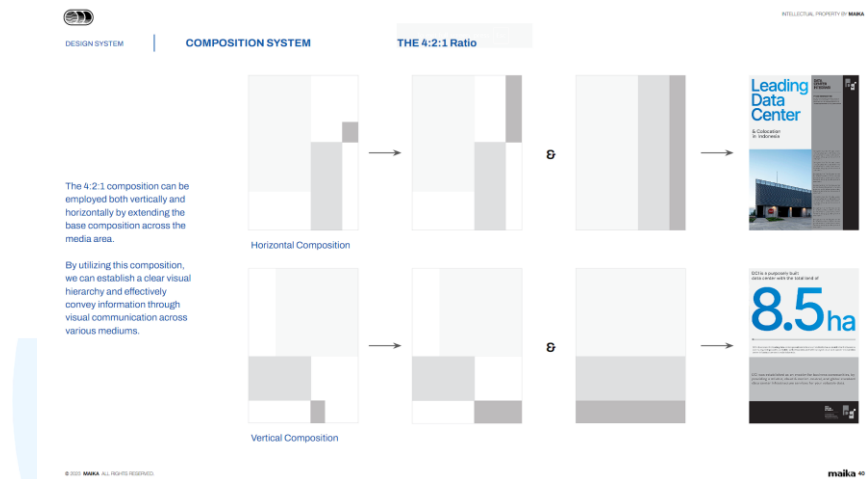 INTELLECTUAL PROPERTY BY MAIKA
DESIGN SYSTEM
COMPOSITION SYSTEM
THE 4:2:1 Ratio
The 4:2:1 composition can be
employed both vertically and
horizontally by extending the
base composition across the
media area.
By utilizing this composition,
we can establish a clear visual
hierarchy and effectively
convey information through
visual communication across
various mediums.
Horizontal Composition
&
Leading
Data
Center
& Colocation
in Indonesia
Vertical Composition
&
8.5ha
© 2023 MAIKA ALL RIGHTS RESERVED.
maika 40